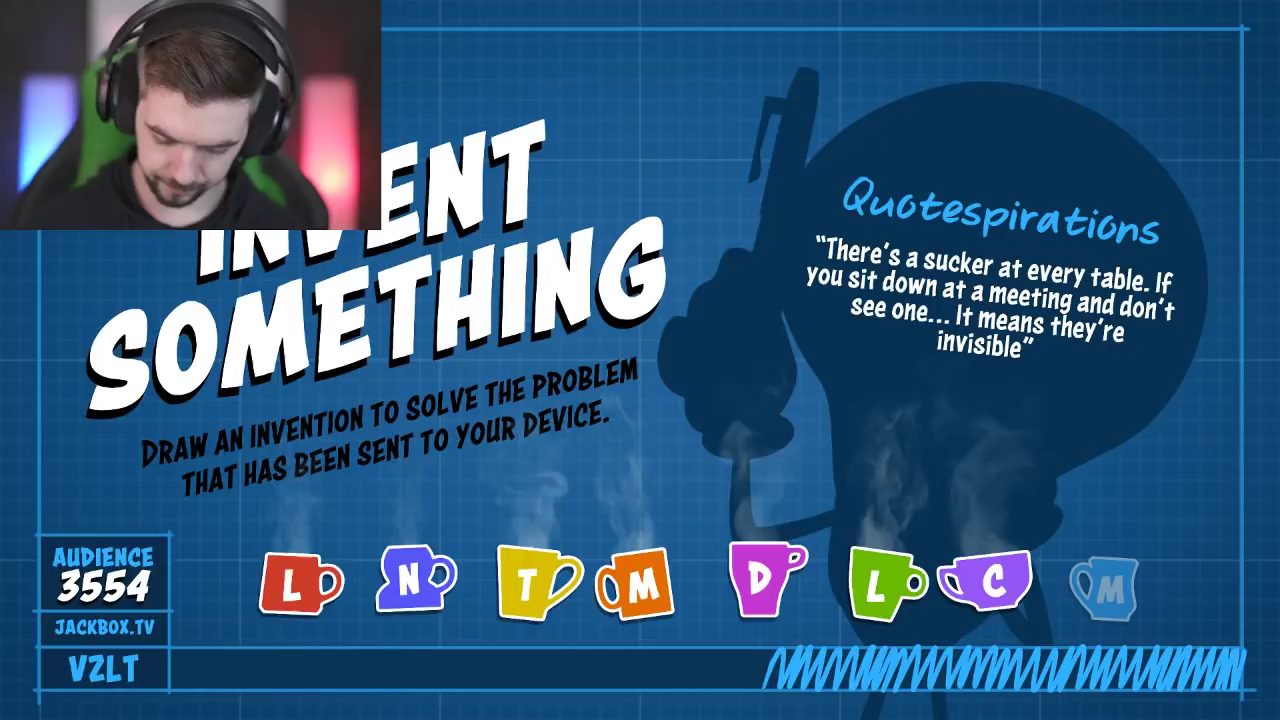 INVENT
SOMETHING
DRAW AN INVENTION TO SOLVE THE PROBLEM
THAT HAS BEEN SENT TO YOUR DEVICE.
Quotespirations
"There's a sucker at every table. If
you sit down at a meeting and don't
see one... It means they're
invisible"
AUDIENCE
3554
JACKBOX.TV
VZLT
L N T M D L C M